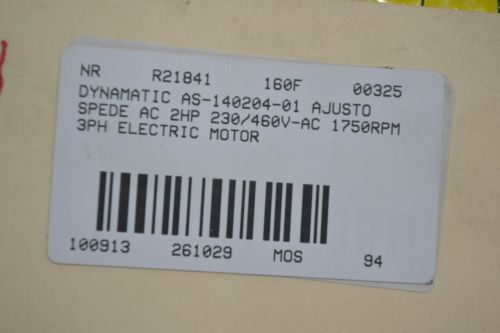 NR R21841 160F 00325
DYNAMATIC AS-140204-01 AJUSTO
SPEDE AC 2HP 230/460V-AC 1750RPM
3PH ELECTRIC MOTOR
100913 261029 MOS 94